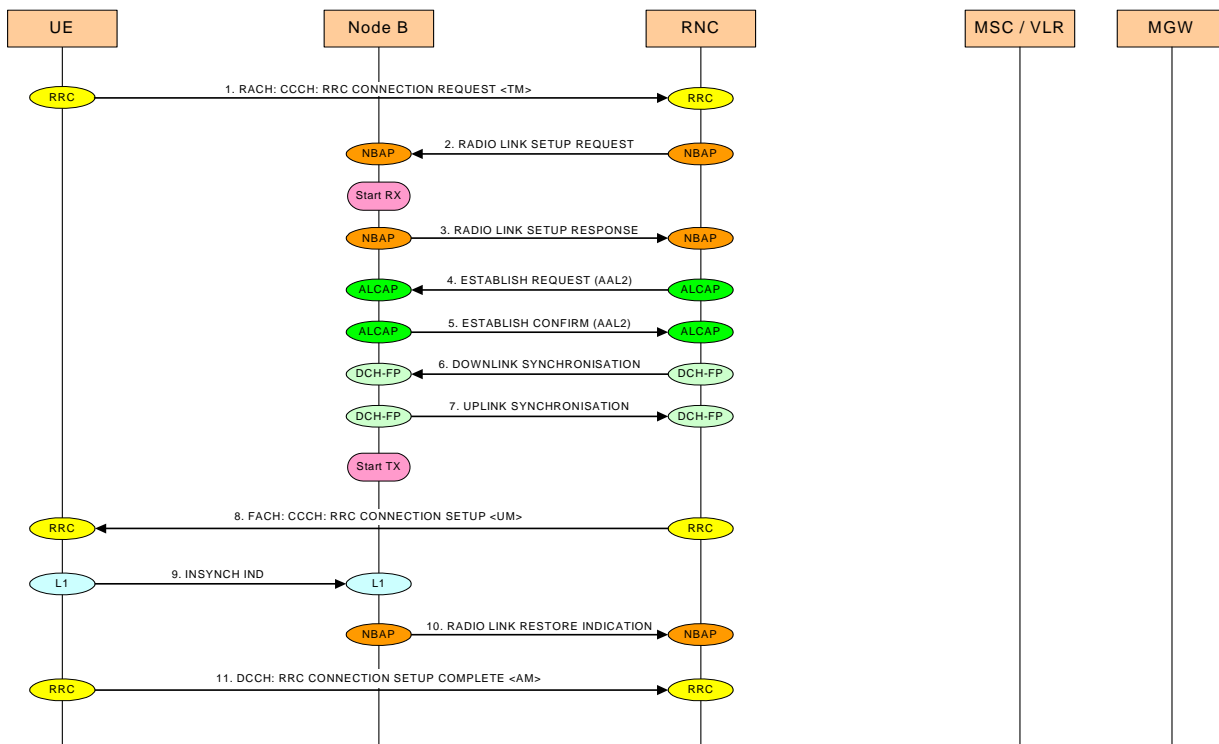 UE Node B RNC MSC / VLR MGW
1. RACH: CCCH: RRC CONNECTION REQUEST <TM>
RRC RRC
2. RADIO LINK SETUP REQUEST
NBAP NBAP
Start RX
3. RADIO LINK SETUP RESPONSE
NBAP NBAP
4. ESTABLISH REQUEST (AAL2)
ALCAP ALCAP
5. ESTABLISH CONFIRM (AAL2)
ALCAP ALCAP
6. DOWNLINK SYNCHRONISATION
DCH-FP DCH-FP
7. UPLINK SYNCHRONISATION
DCH-FP DCH-FP
Start TX
8. FACH: CCCH: RRC CONNECTION SETUP <UM>
RRC RRC
9. INSYNCH IND
L1 L1
10. RADIO LINK RESTORE INDICATION
NBAP NBAP
11. DCCH: RRC CONNECTION SETUP COMPLETE <AM>
RRC RRC